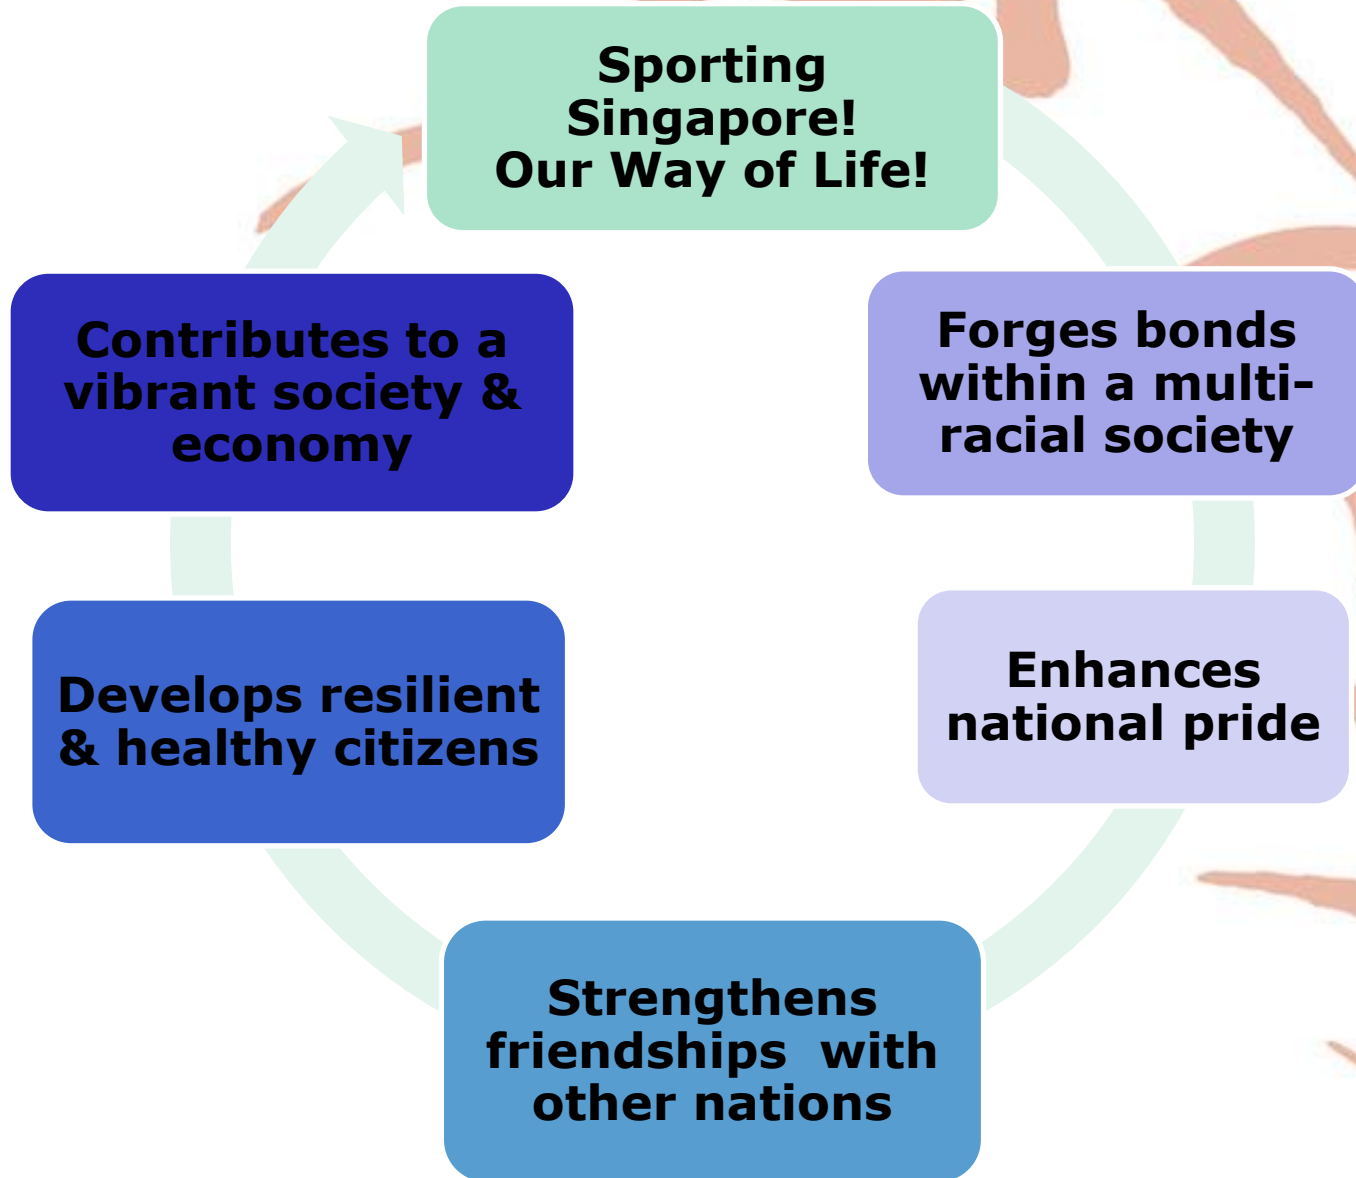 Sporting
Singapore!
Our Way of Life!
Forges bonds
within a multi-
racial society
Enhances
national pride
Strengthens
friendships  with
other nations
Develops resilient
& healthy citizens
Contributes to a
vibrant society &
economy